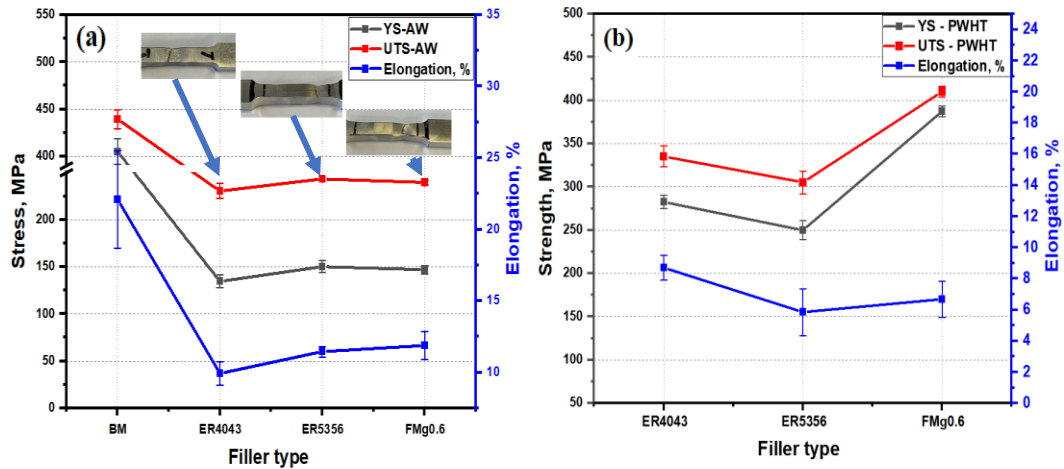 (a)
YS-AW
UTS-AW
Elongation, %
Stress, MPa
0
50
100
150
200
400
450
500
550
Elongation, %
10
15
20
25
30
35
BM
ER4043
ER5356
FMg0.6
Filler type
(b)
YS - PWHT
UTS - PWHT
Elongation, %
Strength, MPa
50
100
150
200
250
300
350
400
450
500
Elongation, %
0
2
4
6
8
10
12
14
16
18
20
22
24
ER4043
ER5356
FMg0.6
Filler type